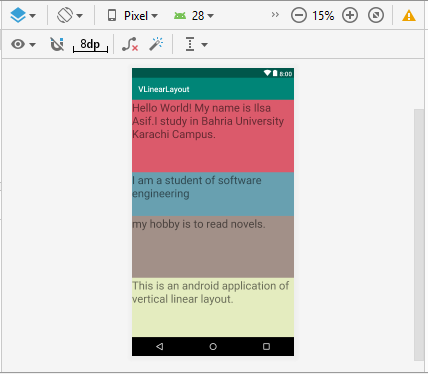 Pixel
28
15%
8dp
8:00
VLinearLayout
Hello World! My name is Ilsa
Asif.I study in Bahria University
Karachi Campus.
I am a student of software
engineering
my hobby is to read novels.
This is an android application of
vertical linear layout.